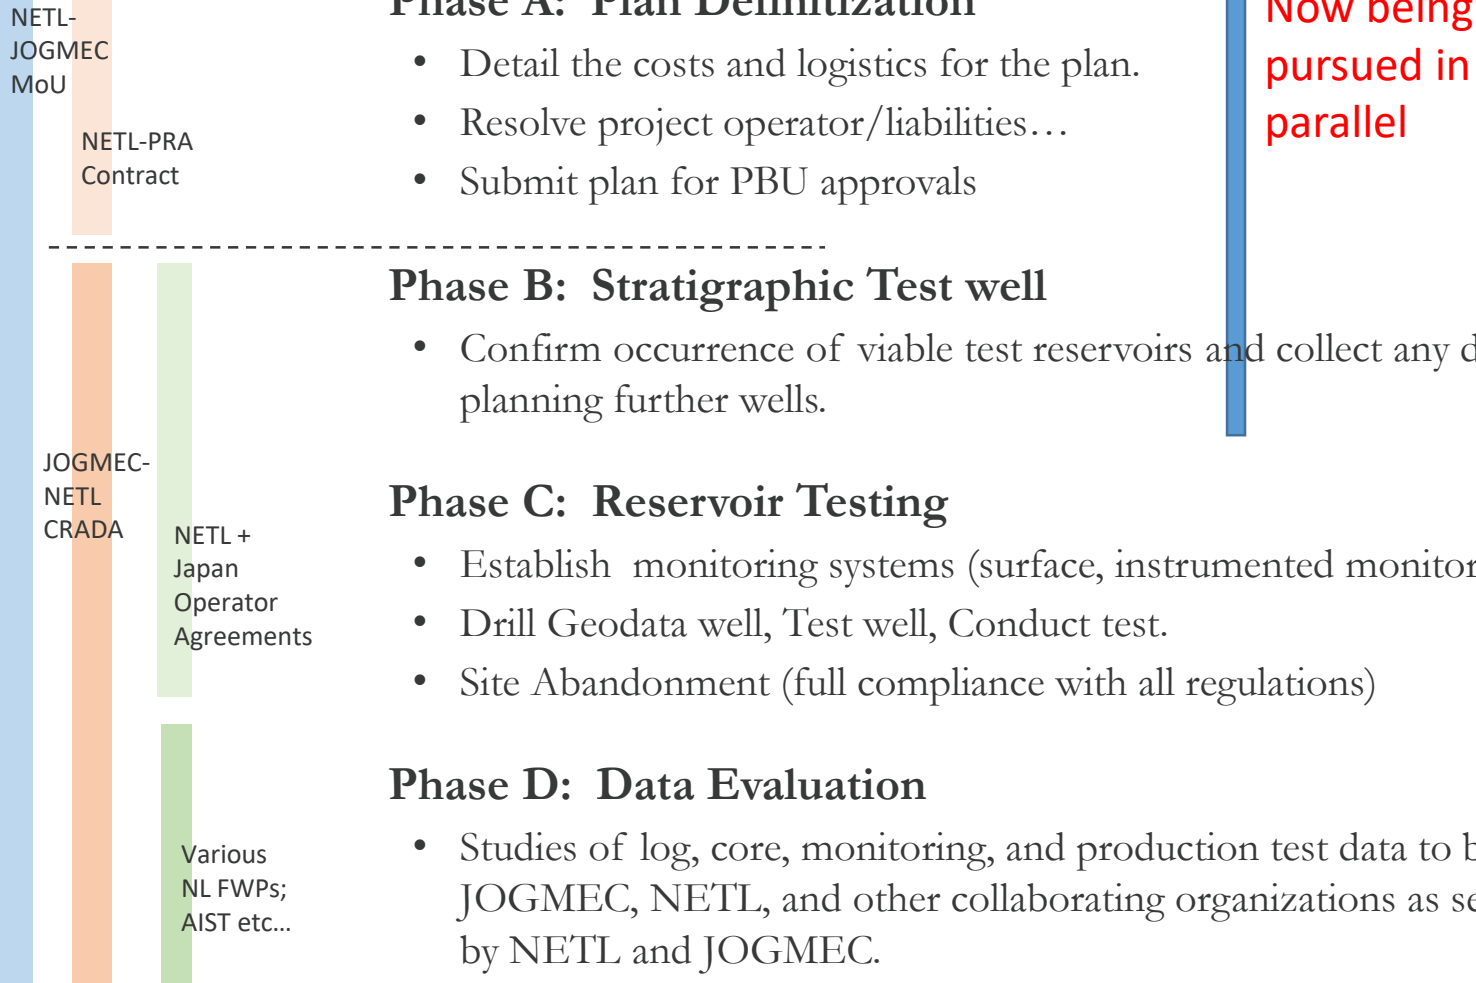 NETL-
JOGMEC
MoU
NETL-PRA
Contract
Phase A: Plan Definitization
• Detail the costs and logistics for the plan.
• Resolve project operator/liabilities…
• Submit plan for PBU approvals
Now being
pursued in
parallel
Phase B: Stratigraphic Test well
• Confirm occurrence of viable test reservoirs and collect any
planning further wells.
JOGMEC-
NETL
CRADA
NETL +
Japan
Operator
Agreements
Phase C: Reservoir Testing
• Establish monitoring systems (surface, instrumented monitor
• Drill Geodata well, Test well, Conduct test.
• Site Abandonment (full compliance with all regulations)
Various
NL FWPs;
AIST etc…
Phase D: Data Evaluation
• Studies of log, core, monitoring, and production test data to
JOGMEC, NETL, and other collaborating organizations as
by NETL and JOGMEC.